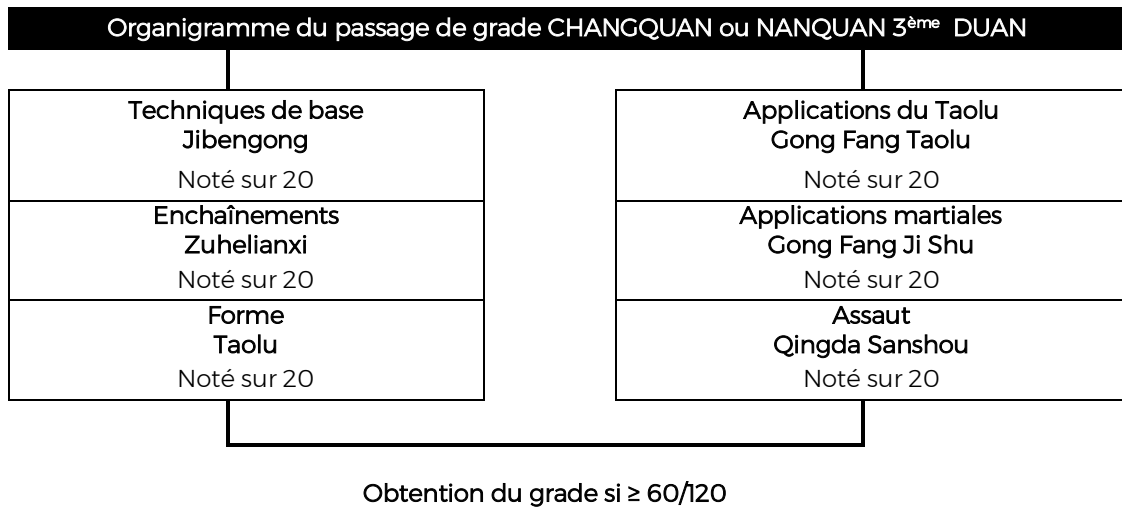 Organigramme du passage de grade CHANGQUAN ou NANQUAN 3ème DUAN
Techniques de base
Jibengong
Noté sur 20
Enchaînements
Zuhelianxi
Noté sur 20
Forme
Taolu
Noté sur 20
Applications du Taolu
Gong Fang Taolu
Noté sur 20
Applications martiales
Gong Fang Ji Shu
Noté sur 20
Assaut
Qingda Sanshou
Noté sur 20
Obtention du grade si ≥ 60/120